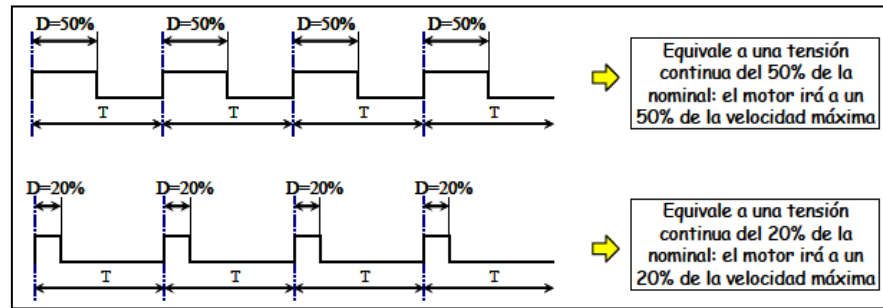 D=50% D=50% D=50% D=50%
T T T T
Equivale a una tensión
continua del 50% de la
nominal: el motor irá a un
50% de la velocidad máxima
D=20% D=20% D=20% D=20%
T T T T
Equivale a una tensión
continua del 20% de la
nominal: el motor irá a un
20% de la velocidad máxima